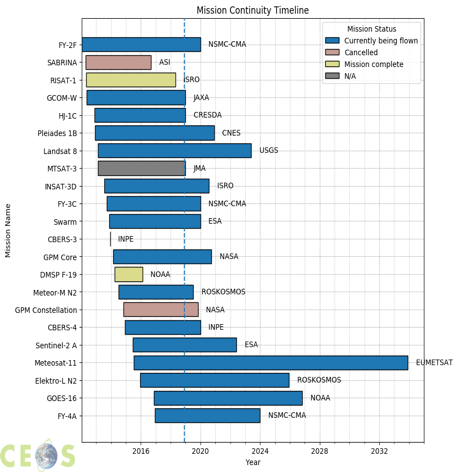 Mission Continuity Timeline
Mission Status
Currently being flown
Cancelled
Mission complete
N/A
FY-2F NSMC-CMA
SABRINA ASI
RISAT-1 ISRO
GCOM-W JAXA
HJ-1C CRESDA
Pleiades 1B CNES
Landsat 8 USGS
MTSAT-3 JMA
INSAT-3D ISRO
FY-3C NSMC-CMA
Swarm ESA
CBERS-3 INPE
GPM Core NASA
DMSP F-19 NOAA
Meteor-M N2 ROSKOSMOS
GPM Constellation NASA
CBERS-4 INPE
Sentinel-2 A ESA
Meteosat-11 EUMETSAT
Elektro-L N2 ROSKOSMOS
GOES-16 NOAA
FY-4A NSMC-CMA
Mission Name
2016 2020 2024 2028 2032
Year
CEOS